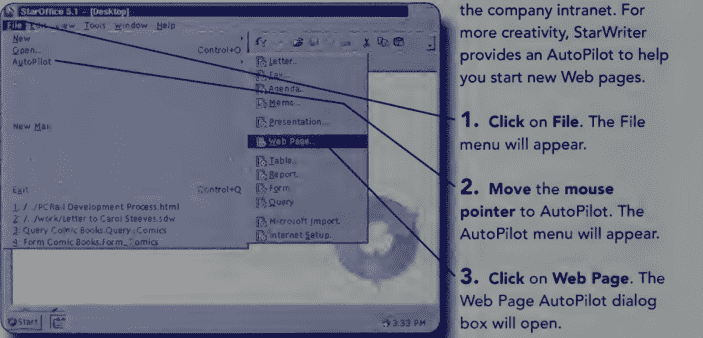 StarOffice 5.1 - [Desktop]
File Edit View Tools Window Help
New
Open... Control+O
AutoPilot
New Mail
Exit Control+Q
1 /../PCRail Development Process.html
2 /../work/Letter to Carol Steeves.sdw
3 Query Comic Books.Query_Comics
4 Form Comic Books.Form_Comics
Letter...
Fax...
Agenda...
Memo...
Presentation...
Web Page...
Table...
Report...
Form...
Query
Microsoft Import...
Internet Setup...
Start
3:33 PM
the company intranet. For
more creativity, StarWriter
provides an AutoPilot to help
you start new Web pages.
1. Click on File. The File
menu will appear.
2. Move the mouse
pointer to AutoPilot. The
AutoPilot menu will appear.
3. Click on Web Page. The
Web Page AutoPilot dialog
box will open.